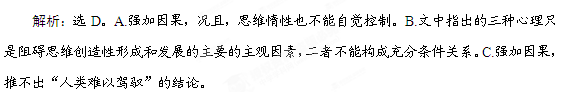 解析：选 D。A.强加因果，况且，思维惰性也不能自觉控制。B.文中指出的三种心理只
是阻碍思维创造性形成和发展的主要的主观因素，二者不能构成充分条件关系。C.强加因果，
推不出“人类难以驾驭”的结论。